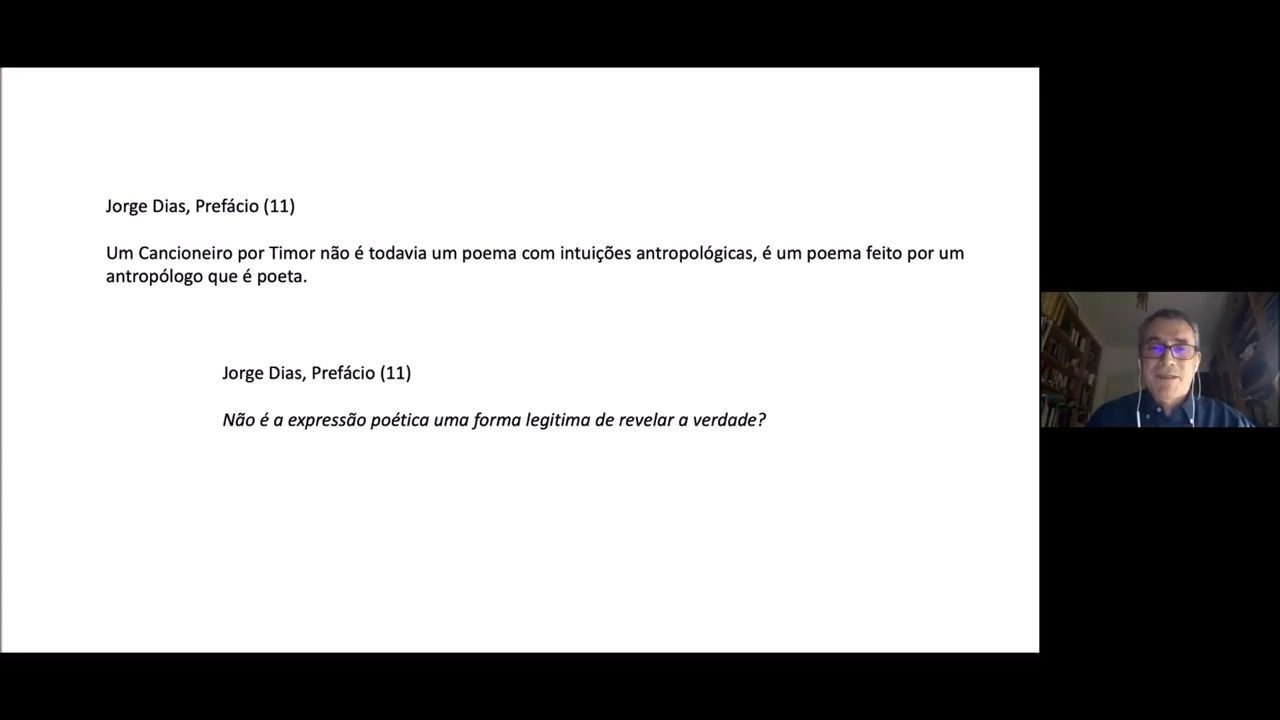 Jorge Dias, Prefácio (11)
Um Cancioneiro por Timor não é todavia um poema com intuições antropológicas, é um poema feito por um
antropólogo que é poeta.
Jorge Dias, Prefácio (11)
Não é a expressão poética uma forma legitima de revelar a verdade?